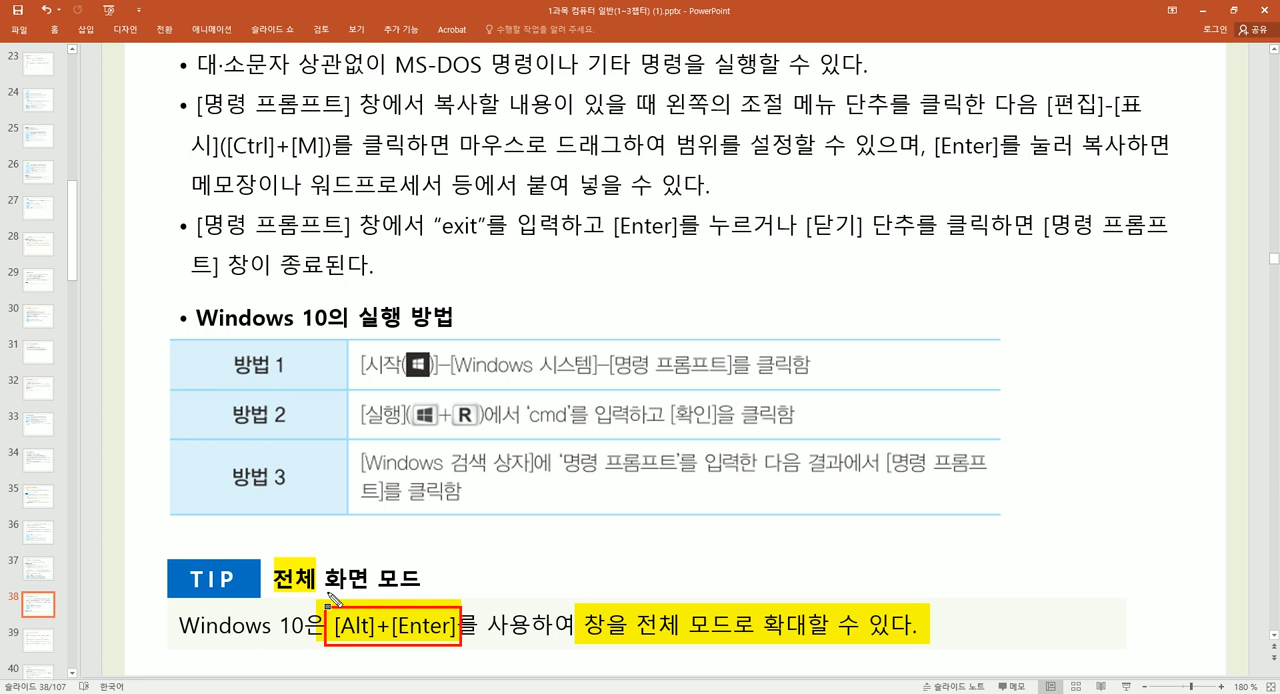 1과목 컴퓨터 일반(1~3챕터) (1).pptx - PowerPoint
파일 홈 삽입 디자인 전환 애니메이션 슬라이드 쇼 검토 보기 추가 기능 Acrobat 수행할 작업을 알려 주세요. 로그인 공유
• 대·소문자 상관없이 MS-DOS 명령이나 기타 명령을 실행할 수 있다.
• [명령 프롬프트] 창에서 복사할 내용이 있을 때 왼쪽의 조절 메뉴 단추를 클릭한 다음 [편집]-[표
시]([Ctrl]+[M])를 클릭하면 마우스로 드래그하여 범위를 설정할 수 있으며, [Enter]를 눌러 복사하면
메모장이나 워드프로세서 등에서 붙여 넣을 수 있다.
• [명령 프롬프트] 창에서 “exit”를 입력하고 [Enter]를 누르거나 [닫기] 단추를 클릭하면 [명령 프롬프
트] 창이 종료된다.
• Windows 10의 실행 방법
방법 1 [시작()]–[Windows 시스템]–[명령 프롬프트]를 클릭함
방법 2 [실행](+R)에서 ‘cmd’를 입력하고 [확인]을 클릭함
방법 3 [Windows 검색 상자]에 ‘명령 프롬프트’를 입력한 다음 결과에서 [명령 프롬프
트]를 클릭함
TIP 전체 화면 모드
Windows 10은 [Alt]+[Enter]를 사용하여 창을 전체 모드로 확대할 수 있다.
23
24
25
26
27
28
29
30
31
32
33
34
35
36
37
38
39
40
슬라이드 38/107 한국어 슬라이드 노트 메모 180 %